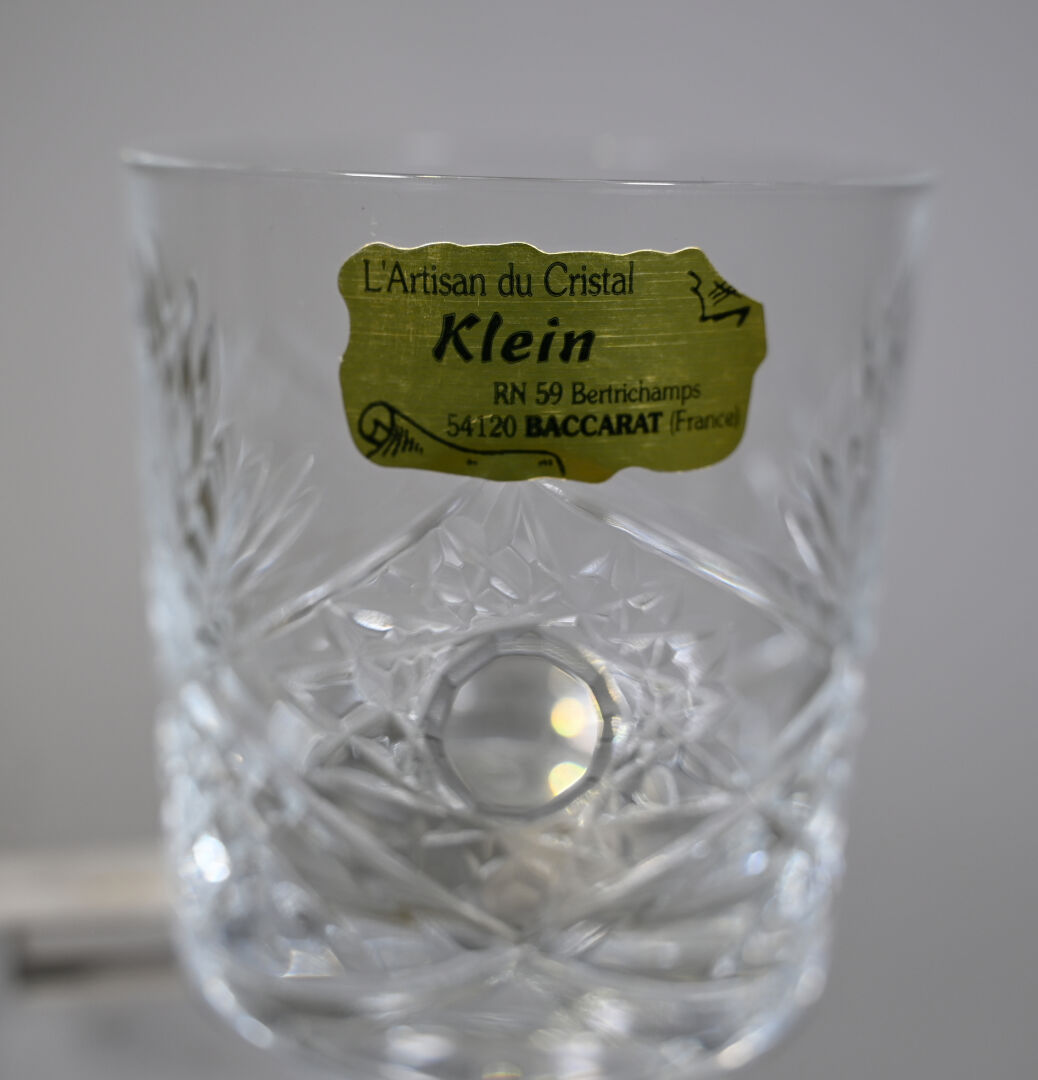 L'Artisan du Cristal
Klein
RN 59 Bertrichamps
54120 BACCARAT (France)